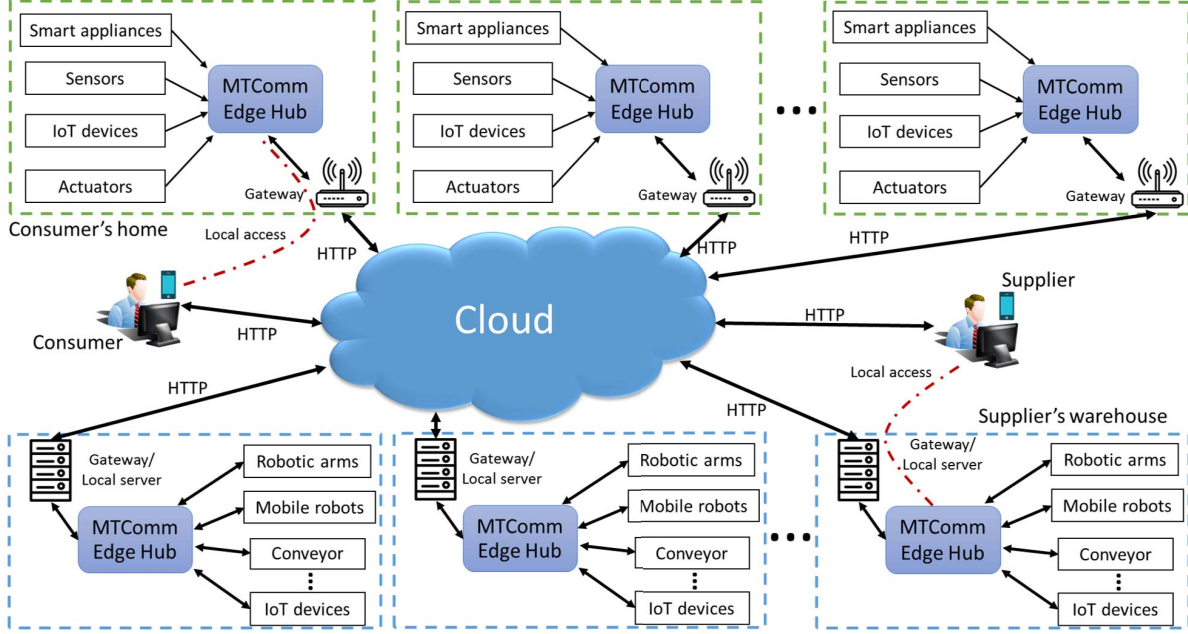 Smart appliances
Sensors
IoT devices
Actuators
MTComm
Edge Hub
Gateway
Smart appliances
Sensors
IoT devices
Actuators
MTComm
Edge Hub
Gateway
Smart appliances
Sensors
IoT devices
Actuators
MTComm
Edge Hub
Gateway
Consumer's home
Local access
HTTP
HTTP
HTTP
Consumer
HTTP
Cloud
HTTP
Supplier
Local access
HTTP
HTTP
Supplier's warehouse
Gateway/
Local server
MTComm
Edge Hub
Robotic arms
Mobile robots
Conveyor
IoT devices
Gateway/
Local server
MTComm
Edge Hub
Robotic arms
Mobile robots
Conveyor
IoT devices
Gateway/
Local server
MTComm
Edge Hub
Robotic arms
Mobile robots
Conveyor
IoT devices